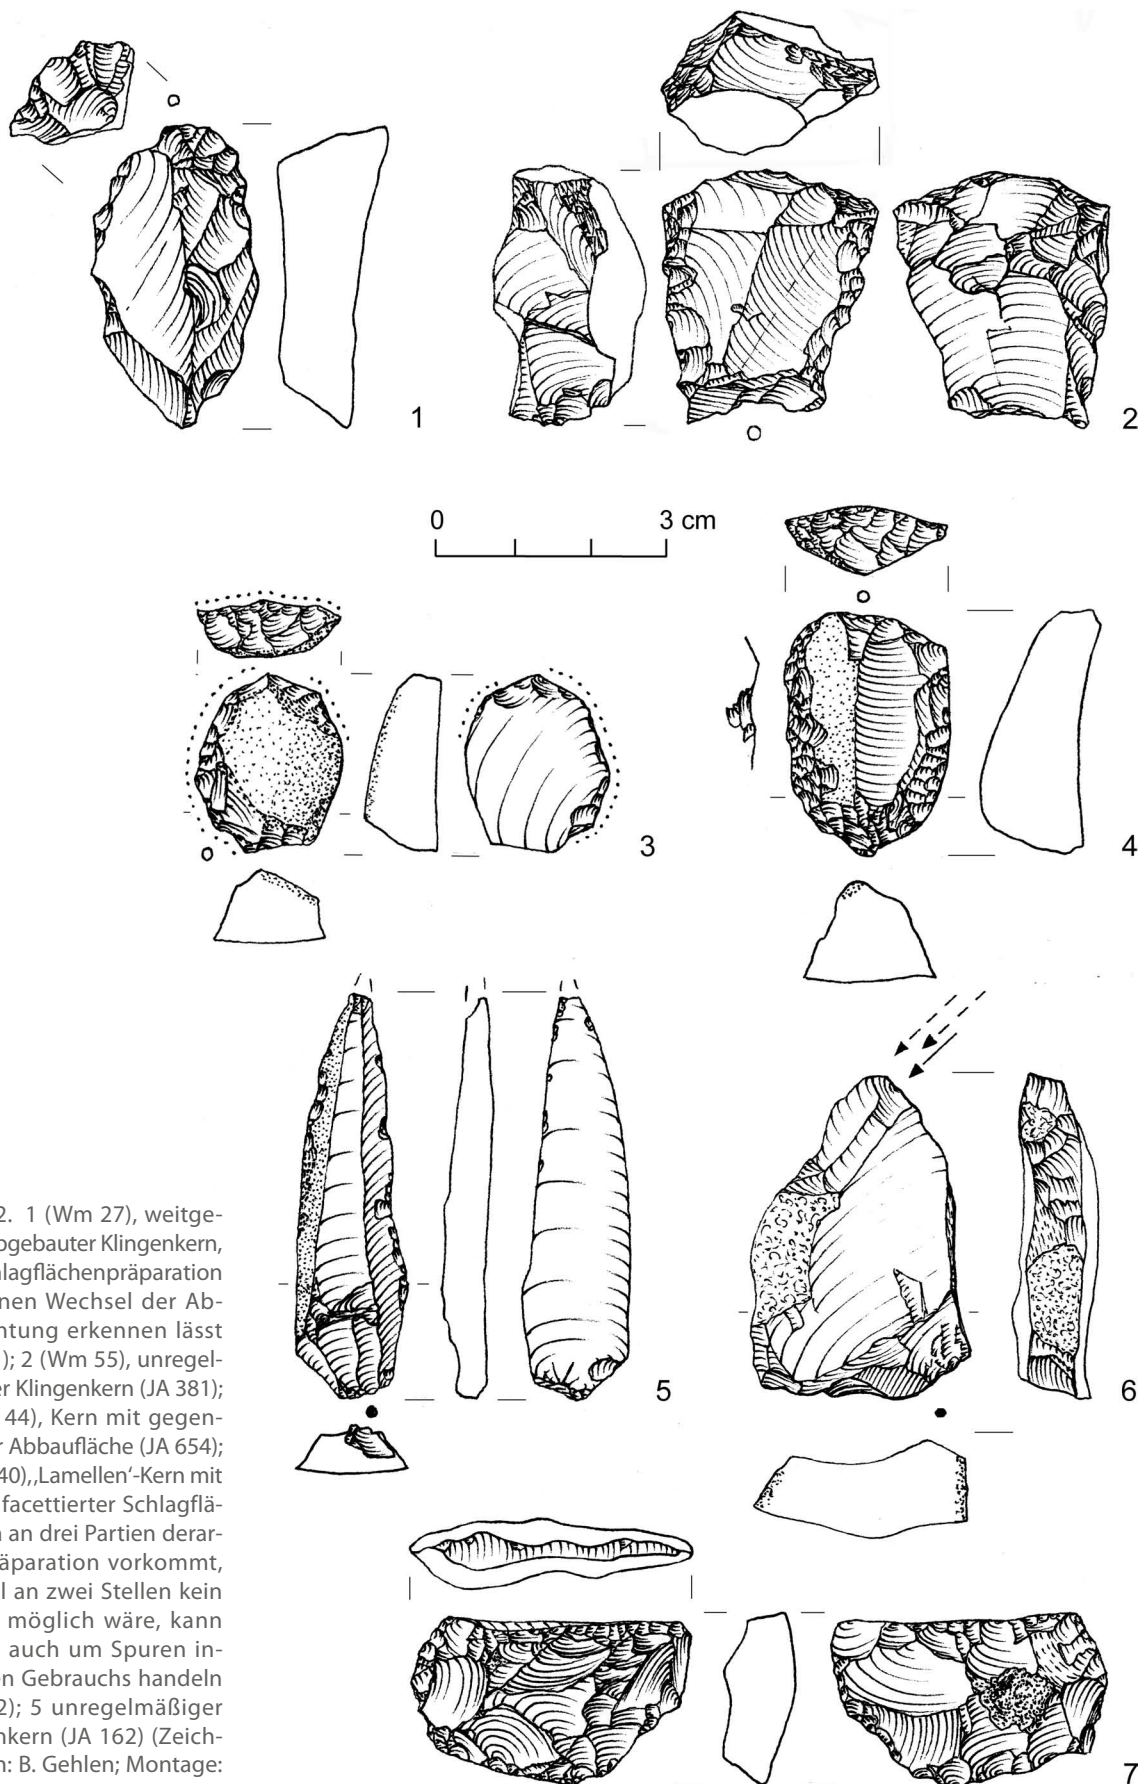 1
2
0 3 cm
3
4
5
6
7
2. 1 (Wm 27), weitge-
bgebauter Klingenkern,
hlagflächenpräparation
nen Wechsel der Ab-
ntung erkennen lässt
); 2 (Wm 55), unregel-
er Klingenkern (JA 381);
44), Kern mit gegen-
r Abbaufläche (JA 654);
40),‚Lamellen‘-Kern mit
facettierter Schlagflä-
n an drei Partien derar-
äparation vorkommt,
l an zwei Stellen kein
möglich wäre, kann
auch um Spuren in-
en Gebrauchs handeln
2); 5 unregelmäßiger
nkern (JA 162) (Zeich-
n: B. Gehlen; Montage: